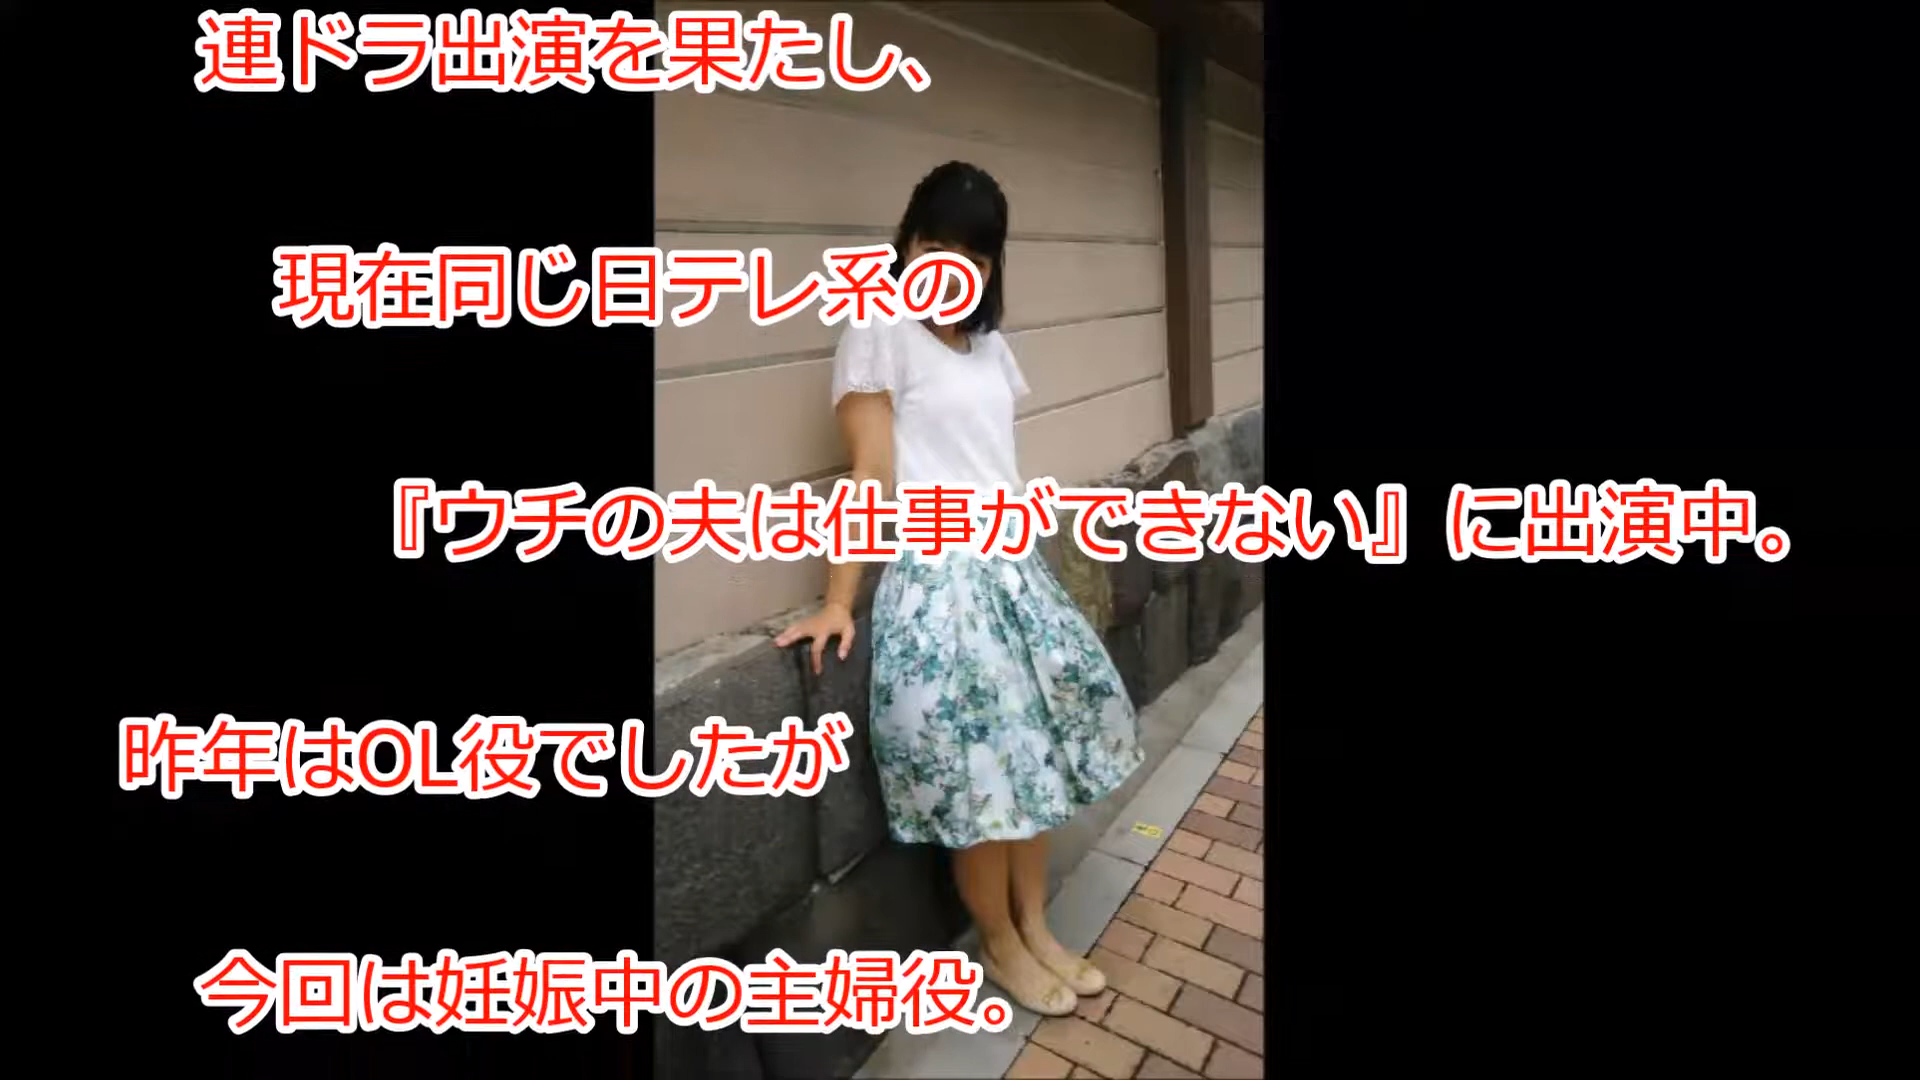 連ドラ出演を果たし、
現在同じ日テレ系の
『ウチの夫は仕事ができない』に出演中。
昨年はOL役でしたが
今回は妊娠中の主婦役。